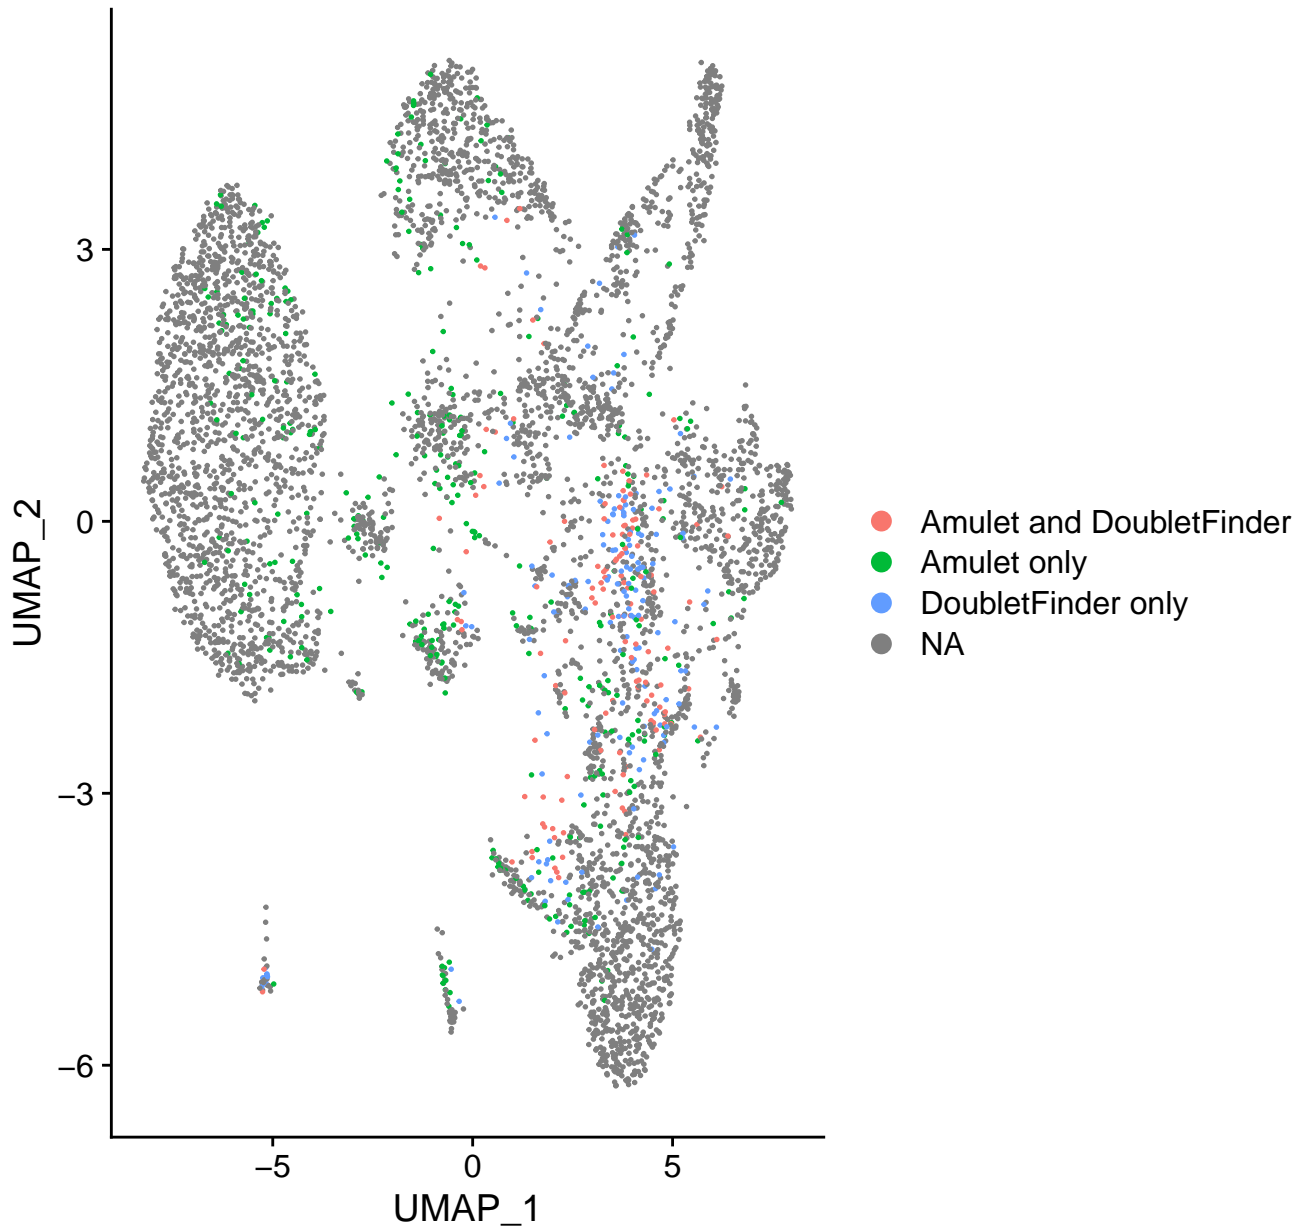 3
0
−3
−6
UMAP_2
−5
0
5
UMAP_1
Amulet and DoubletFinder
Amulet only
DoubletFinder only
NA